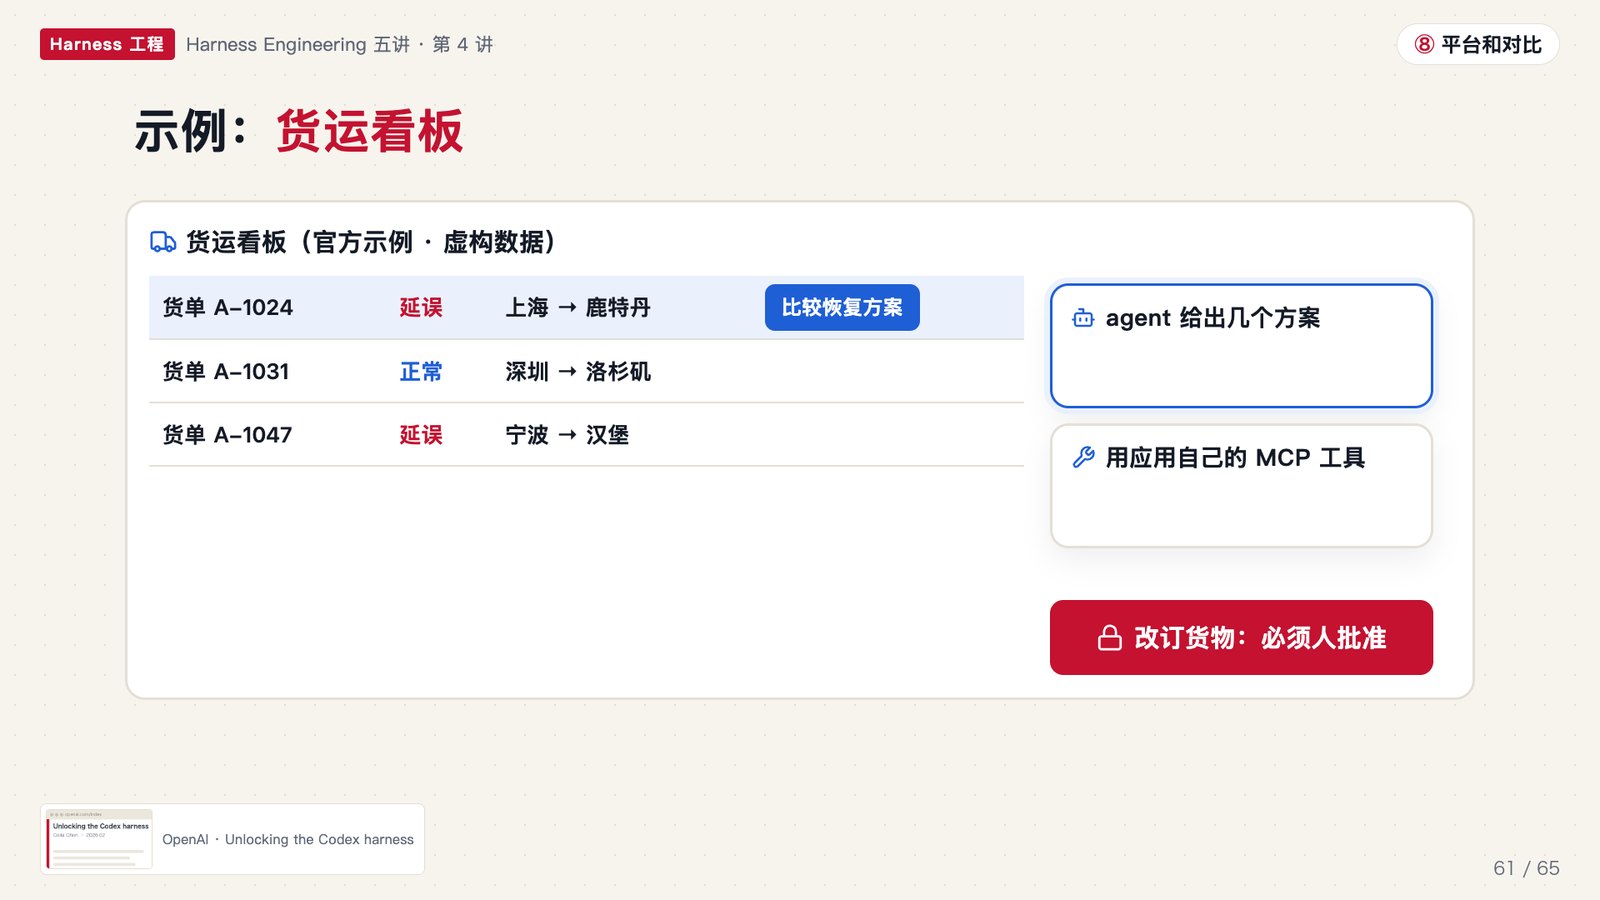 Harness 工程 Harness Engineering 五讲 · 第 4 讲
⑧ 平台和对比
示例：货运看板
货运看板（官方示例 · 虚构数据）
货单 A-1024 延误 上海 → 鹿特丹 比较恢复方案
货单 A-1031 正常 深圳 → 洛杉矶
货单 A-1047 延误 宁波 → 汉堡
agent 给出几个方案
用应用自己的 MCP 工具
改订货物：必须人批准
Unlocking the Codex harness
OpenAI · Unlocking the Codex harness
61 / 65